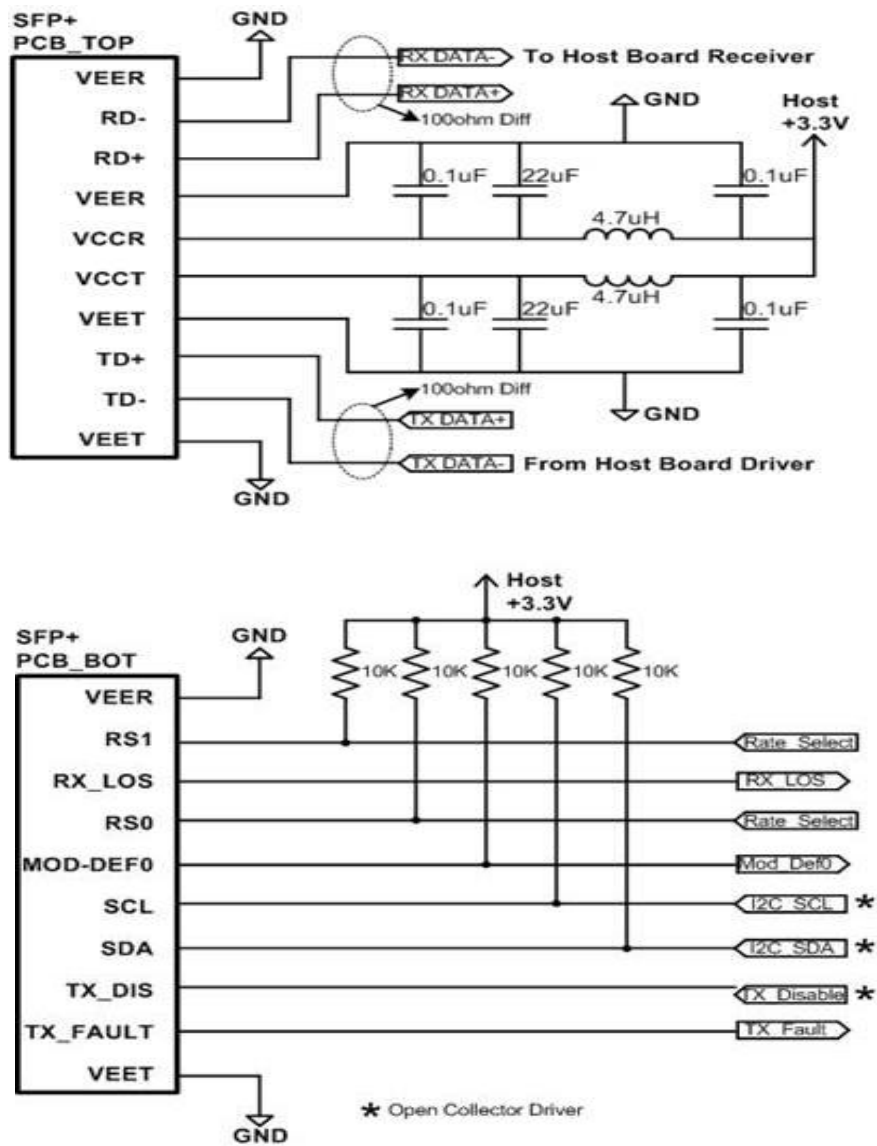 SFP+
PCB_TOP
GND
VEER
RD-
RD+
VEER
VCCR
VCCT
VEET
TD+
TD-
VEET
GND
RX DATA-
To Host Board Receiver
RX DATA+
100ohm Diff
GND
Host
+3.3V
0.1uF
22uF
0.1uF
4.7uH
4.7uH
0.1uF
22uF
0.1uF
100ohm Diff
GND
TX DATA+
TX DATA-
From Host Board Driver
Host
+3.3V
SFP+
PCB_BOT
GND
10K
10K
10K
10K
10K
VEER
RS1
Rate_Select
RX_LOS
RX_LOS
RS0
Rate_Select
MOD-DEF0
Mod_Def0
SCL
I2C_SCL *
SDA
I2C_SDA *
TX_DIS
TX_Disable *
TX_FAULT
TX_Fault
VEET
GND
* Open Collector Driver